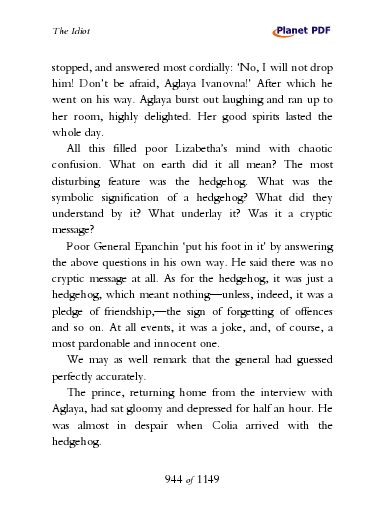 The Idiot
Planet PDF
stopped, and answered most cordially: 'No, I will not drop
him! Don't be afraid, Aglaya Ivanovna!' After which he
went on his way. Aglaya burst out laughing and ran up to
her room, highly delighted. Her good spirits lasted the
whole day.
All this filled poor Lizabetha's mind with chaotic
confusion. What on earth did it all mean? The most
disturbing feature was the hedgehog. What was the
symbolic signification of a hedgehog? What did they
understand by it? What underlay it? Was it a cryptic
message?
Poor General Epanchin 'put his foot in it' by answering
the above questions in his own way. He said there was no
cryptic message at all. As for the hedgehog, it was just a
hedgehog, which meant nothing—unless, indeed, it was a
pledge of friendship,—the sign of forgetting of offences
and so on. At all events, it was a joke, and, of course, a
most pardonable and innocent one.
We may as well remark that the general had guessed
perfectly accurately.
The prince, returning home from the interview with
Aglaya, had sat gloomy and depressed for half an hour. He
was almost in despair when Colia arrived with the
hedgehog.
944 of 1149